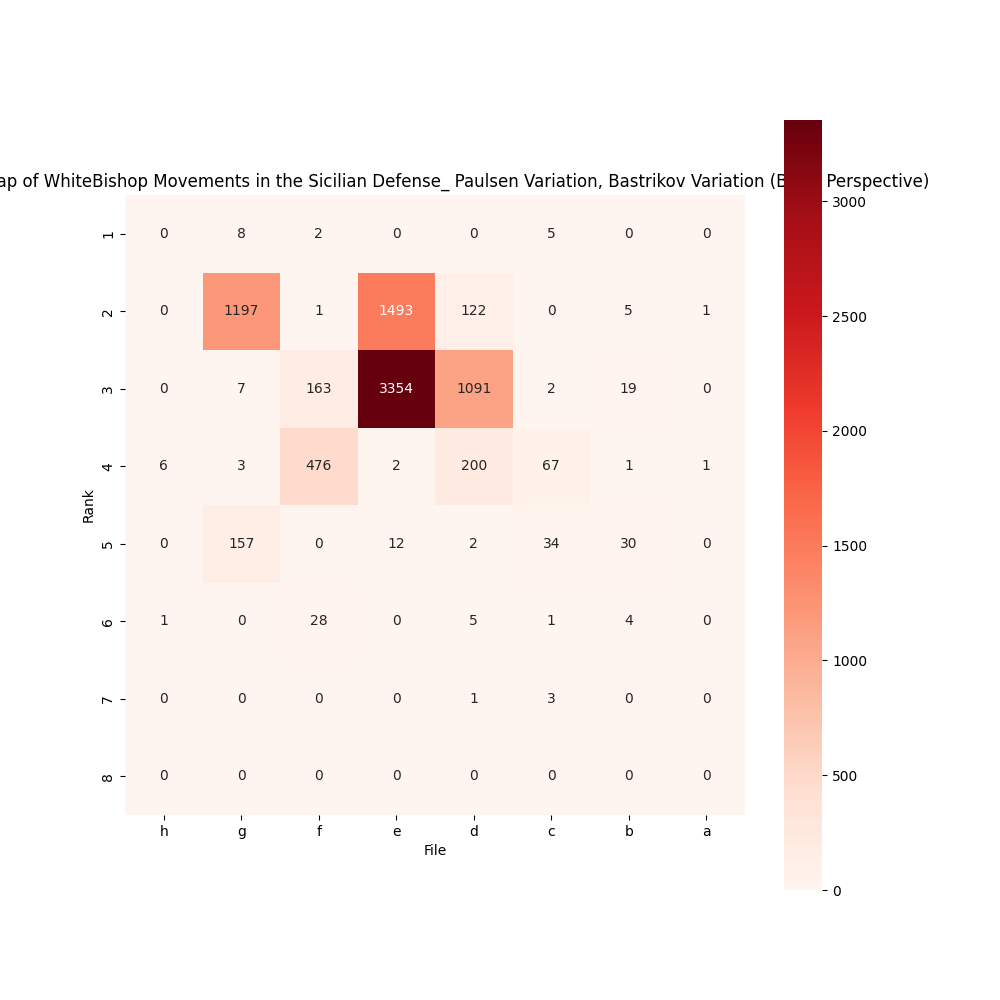 ap of WhiteBishop Movements in the Sicilian Defense_ Paulsen Variation, Bastrikov Variation (B Perspective)
1 0 8 2 0 0 5 0 0
2 0 1197 1 1493 122 0 5 1
3 0 7 163 3354 1091 2 19 0
4 6 3 476 2 200 67 1 1
5 0 157 0 12 2 34 30 0
6 1 0 28 0 5 1 4 0
7 0 0 0 0 1 3 0 0
8 0 0 0 0 0 0 0 0
h g f e d c b a
File
Rank
3000
2500
2000
1500
1000
500
0